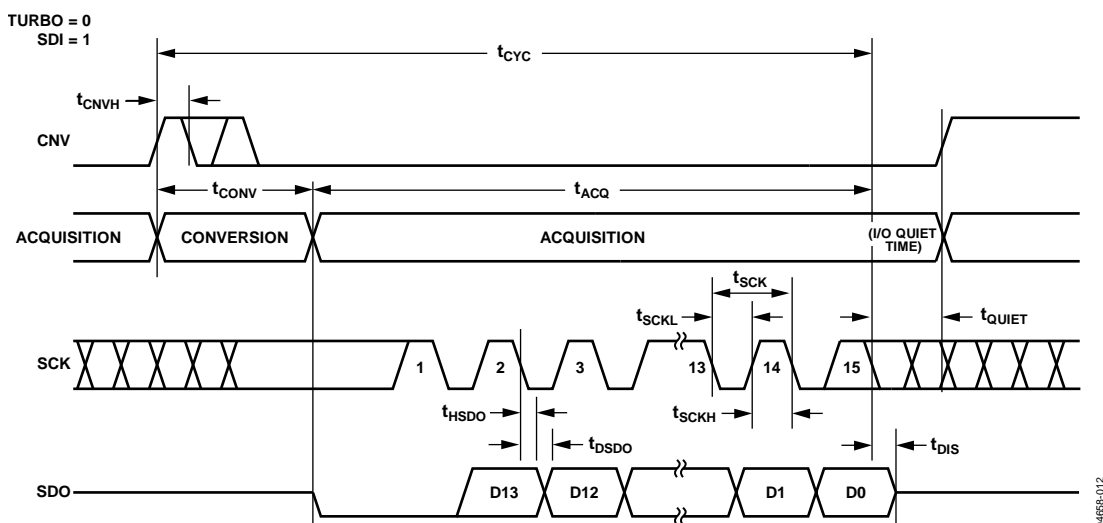 TURBO = 0
SDI = 1
tCYC
tCNVH
CNV
tCONV
tACQ
ACQUISITION
CONVERSION
ACQUISITION
(I/O QUIET
TIME)
tSCK
tSCKL
tQUIET
SCK
1
2
3
13
14
15
tHSDO
tDSDO
tSCKH
tDIS
SDO
D13
D12
D1
D0
4658-012